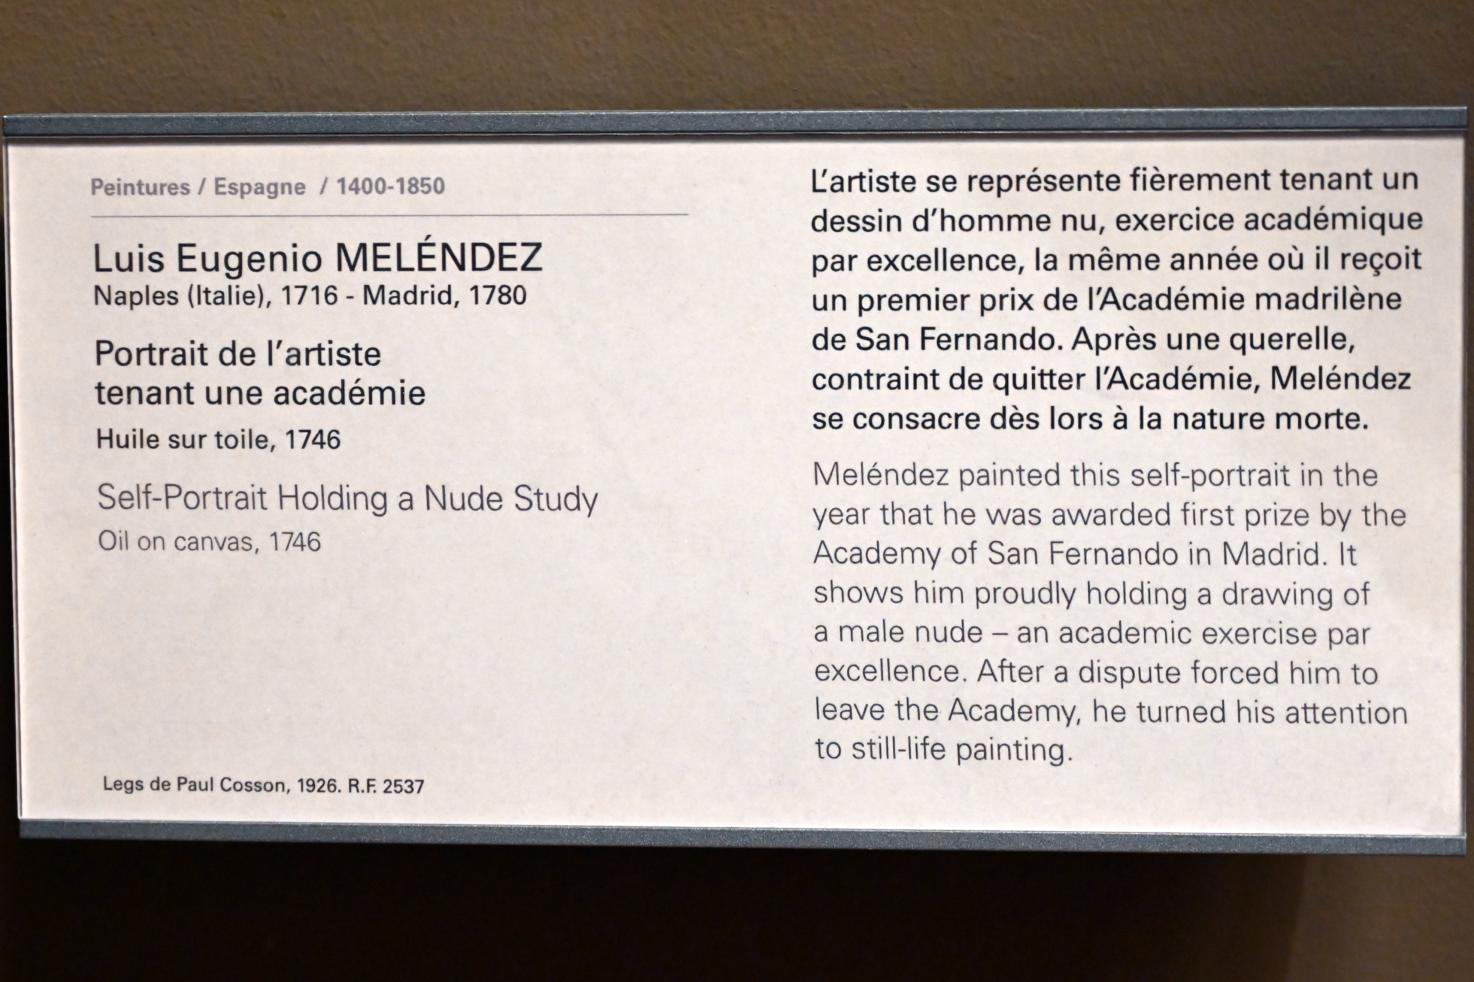 Peintures / Espagne / 1400-1850
Luis Eugenio MELÉNDEZ
Naples (Italie), 1716 - Madrid, 1780
Portrait de l'artiste
tenant une académie
Huile sur toile, 1746
Self-Portrait Holding a Nude Study
Oil on canvas, 1746
Legs de Paul Cosson, 1926. R.F. 2537
L'artiste se représente fièrement tenant un
dessin d'homme nu, exercice académique
par excellence, la même année où il reçoit
un premier prix de l'Académie madrilène
de San Fernando. Après une querelle,
contraint de quitter l'Académie, Meléndez
se consacre dès lors à la nature morte.
Meléndez painted this self-portrait in the
year that he was awarded first prize by the
Academy of San Fernando in Madrid. It
shows him proudly holding a drawing of
a male nude – an academic exercise par
excellence. After a dispute forced him to
leave the Academy, he turned his attention
to still-life painting.